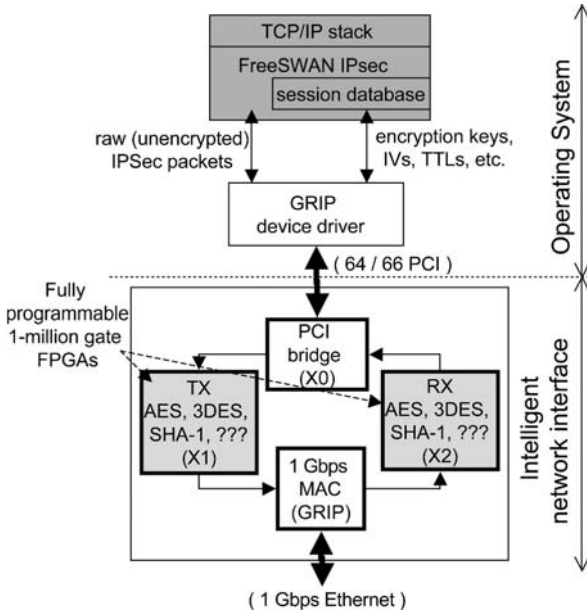 TCP/IP stack
FreeSWAN IPsec
session database
raw (unencrypted)
IPSec packets
encryption keys,
IVs, TTLs, etc.
GRIP
device driver
Operating System
( 64 / 66 PCI )
Fully
programmable
1-million gate
FPGAs
PCI
bridge
(X0)
TX
AES, 3DES,
SHA-1, ???
(X1)
RX
AES, 3DES,
SHA-1, ???
(X2)
1 Gbps
MAC
(GRIP)
Intelligent
network interface
( 1 Gbps Ethernet )